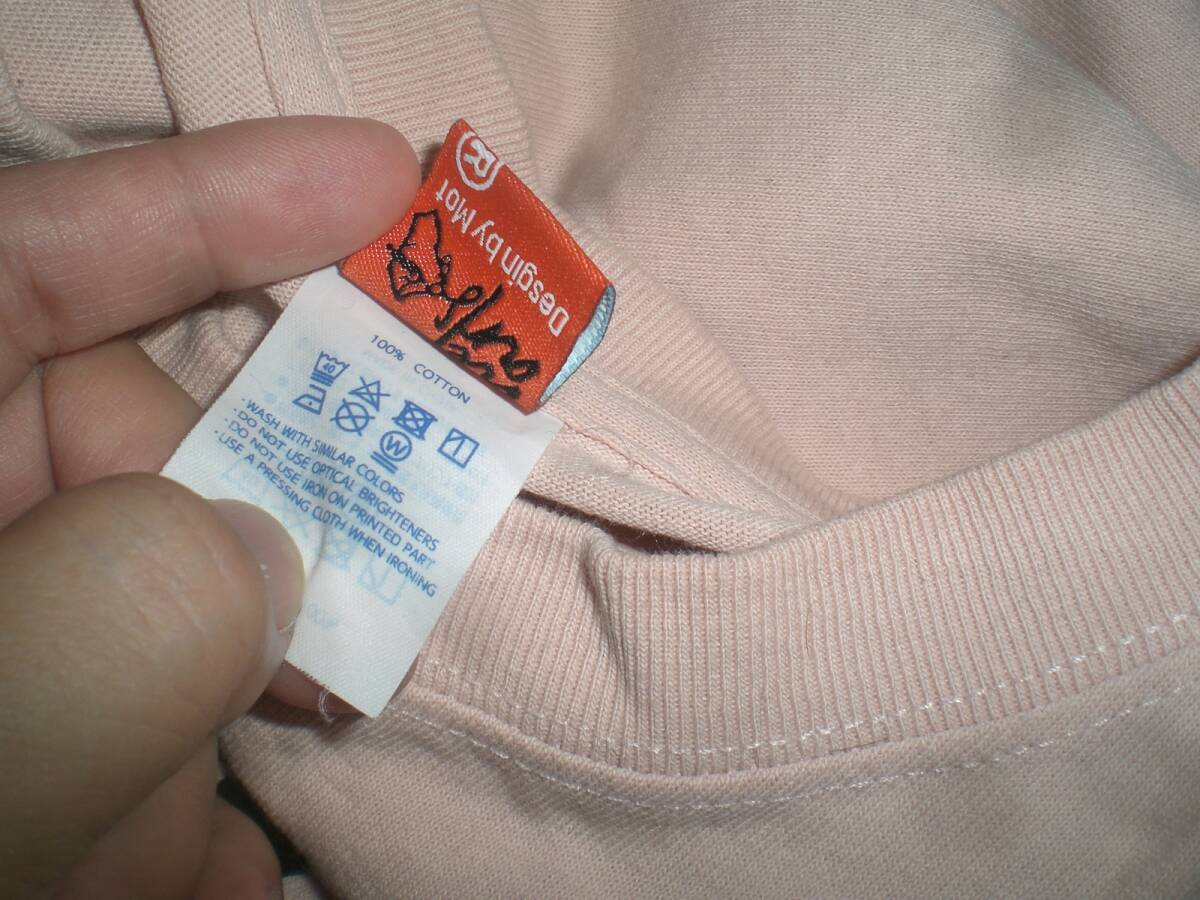 ®
Desgin by Mot
100% COTTON
40
W
· WASH WITH SIMILAR COLORS
· DO NOT USE OPTICAL BRIGHTENERS
· DO NOT USE IRON ON PRINTED PART
· USE A PRESSING CLOTH WHEN IRONING